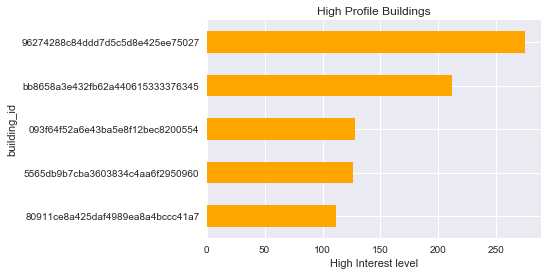 High Profile Buildings
building_id
96274288c84ddd7d5c5d8e425ee75027
bb8658a3e432fb62a440615333376345
093f64f52a6e43ba5e8f12bec8200554
5565db9b7cba3603834c4aa6f2950960
80911ce8a425daf4989ea8a4bccc41a7
0 50 100 150 200 250
High Interest level